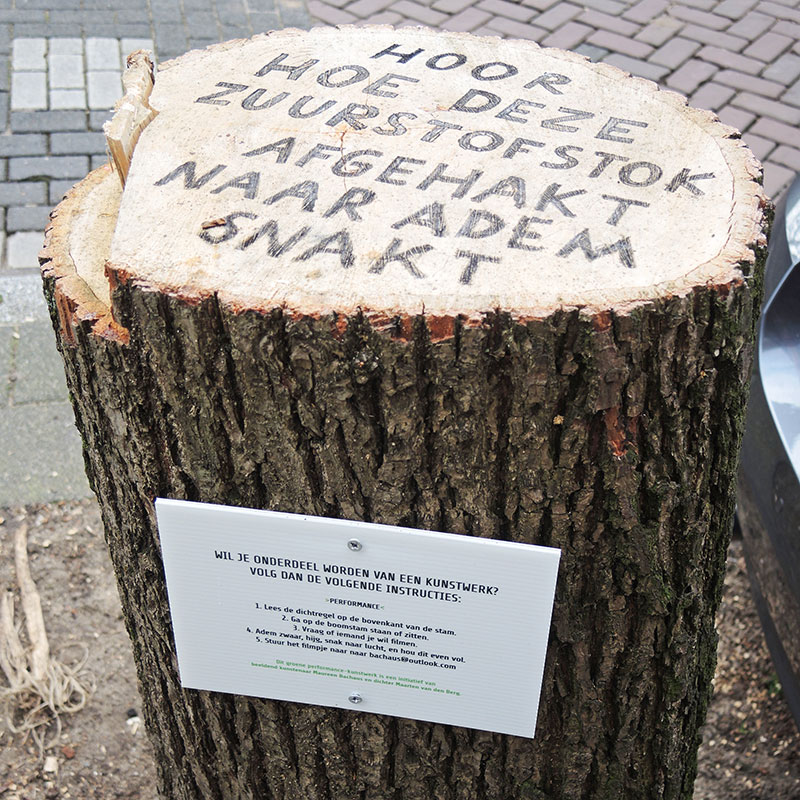 HOOR
HOE DEZE
ZUURSTOFSTOK
AFGEHAKT
NAAR ADEM
SNAKT
WIL JE ONDERDEEL WORDEN VAN EEN KUNSTWERK?
VOLG DAN DE VOLGENDE INSTRUCTIES:
>PERFORMANCE<
1. Lees de dichtregel op de bovenkant van de stam.
2. Ga op de boomstam staan of zitten.
3. Vraag of iemand je wil filmen.
4. Adem zwaar, hijg, snak naar lucht, en hou dit even vol.
5. Stuur het filmpje naar naar bachaus@outlook.com
Dit groene performance-kunstwerk is een initiatief van
beeldend kunstenaar Maureen Bachaus en dichter Maarten van den Berg.